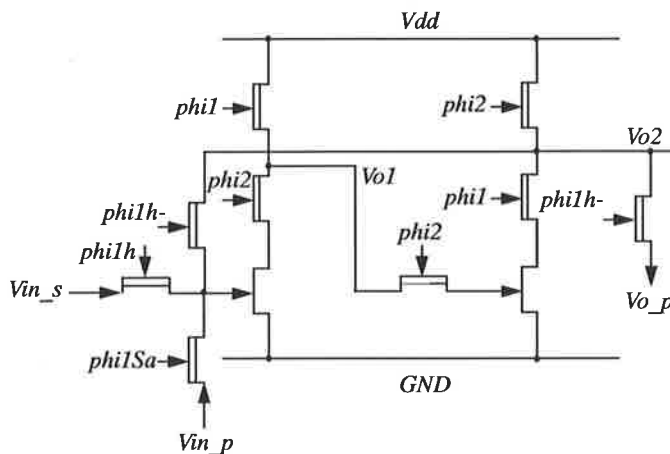 Vdd
phi1
phi2
Vo2
phi2
Vo1
phi1
phi1h-
phi1h-
phi1h
phi2
Vin_s
Vo_p
phi1Sa
GND
Vin_p